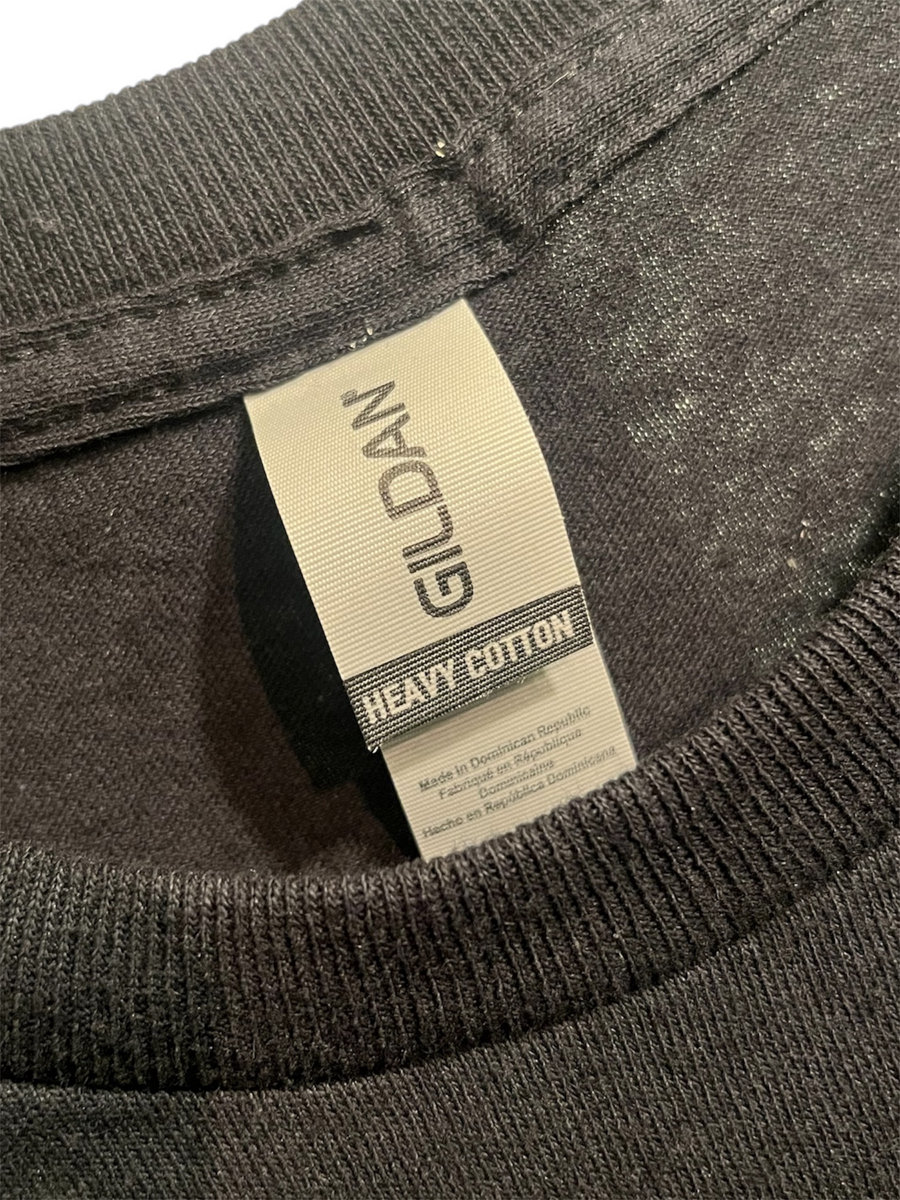 GILDAN®
HEAVY COTTON
Made in Dominican Republic
Fabriqué en République
Dominicaine
Hecho en República Dominicana